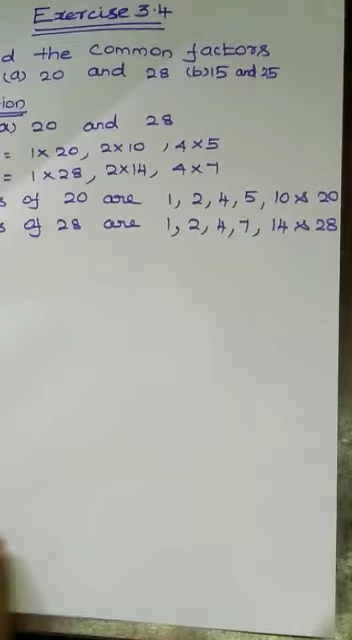 Exercise 3.4
d the common factors
(a) 20 and 28 (b) 15 and 25
ion
a) 20 and 28
= 1 x 20, 2 x 10, 4 x 5
= 1 x 28, 2 x 14, 4 x 7
s of 20 are 1, 2, 4, 5, 10 & 20
s of 28 are 1, 2, 4, 7, 14 & 28